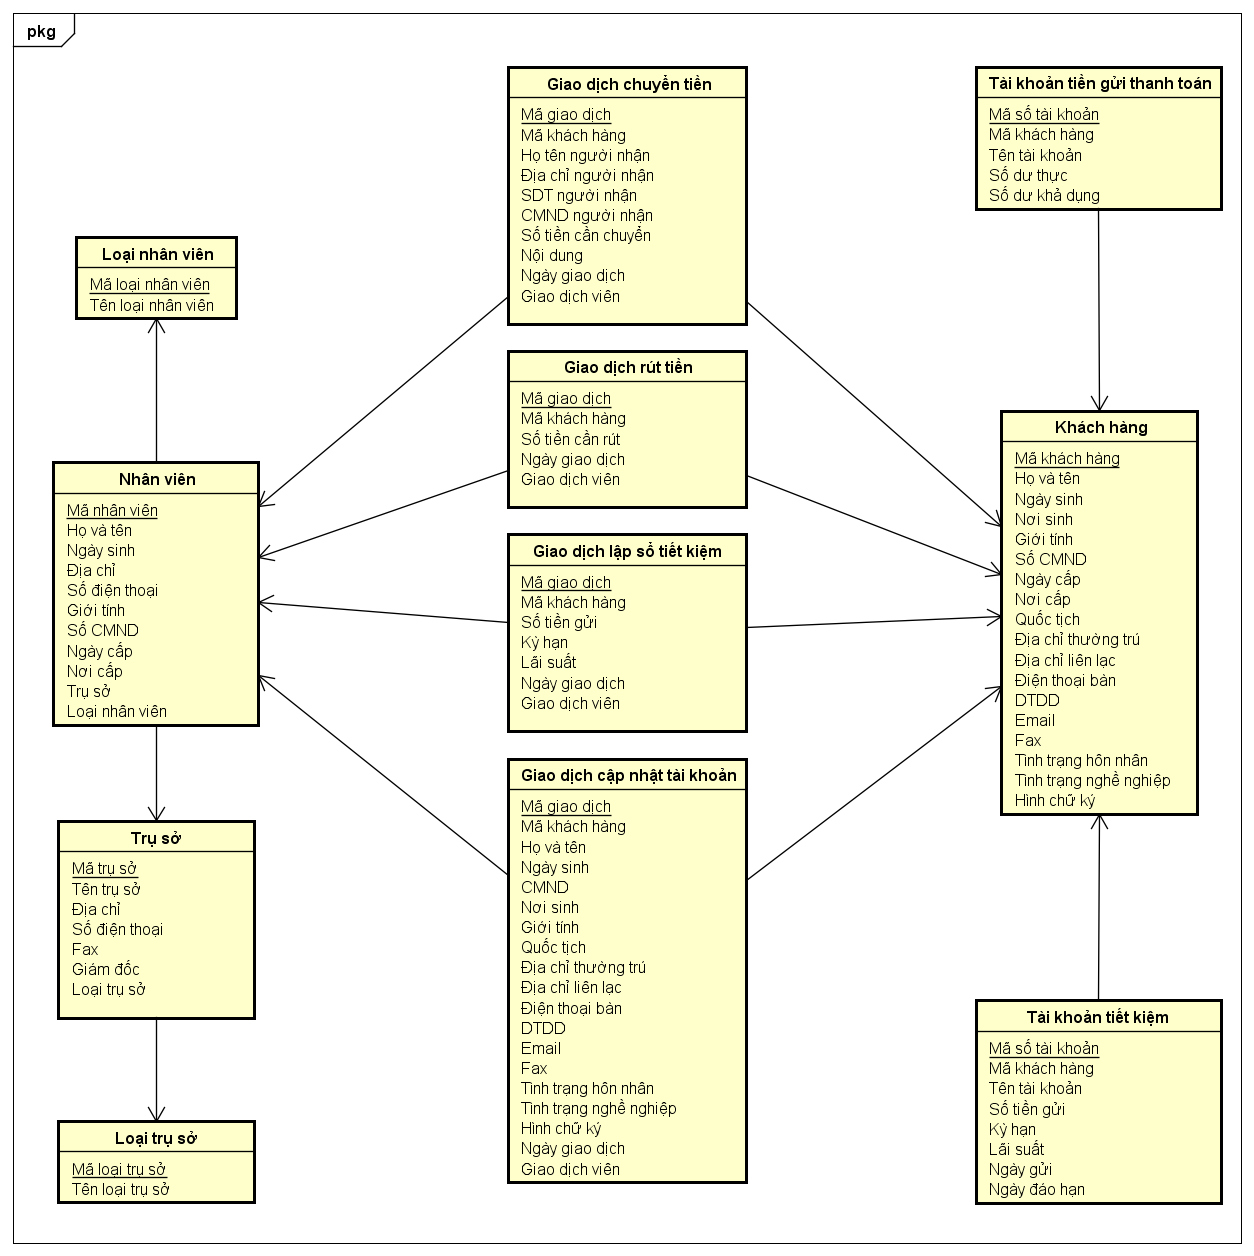 pkg
Loại nhân viên
Mã loại nhân viên
Tên loại nhân viên
Nhân viên
Mã nhân viên
Họ và tên
Ngày sinh
Địa chỉ
Số điện thoại
Giới tính
Số CMND
Ngày cấp
Nơi cấp
Trụ sở
Loại nhân viên
Trụ sở
Mã trụ sở
Tên trụ sở
Địa chỉ
Số điện thoại
Fax
Giám đốc
Loại trụ sở
Loại trụ sở
Mã loại trụ sở
Tên loại trụ sở
Giao dịch chuyển tiền
Mã giao dịch
Mã khách hàng
Họ tên người nhận
Địa chỉ người nhận
SDT người nhận
CMND người nhận
Số tiền cần chuyển
Nội dung
Ngày giao dịch
Giao dịch viên
Giao dịch rút tiền
Mã giao dịch
Mã khách hàng
Số tiền cần rút
Ngày giao dịch
Giao dịch viên
Giao dịch lập sổ tiết kiệm
Mã giao dịch
Mã khách hàng
Số tiền gửi
Kỳ hạn
Lãi suất
Ngày giao dịch
Giao dịch viên
Giao dịch cập nhật tài khoản
Mã giao dịch
Mã khách hàng
Họ và tên
Ngày sinh
CMND
Nơi sinh
Giới tính
Quốc tịch
Địa chỉ thường trú
Địa chỉ liên lạc
Điện thoại bàn
DTDD
Email
Fax
Tình trạng hôn nhân
Tình trạng nghề nghiệp
Hình chữ ký
Ngày giao dịch
Giao dịch viên
Tài khoản tiền gửi thanh toán
Mã số tài khoản
Mã khách hàng
Tên tài khoản
Số dư thực
Số dư khả dụng
Khách hàng
Mã khách hàng
Họ và tên
Ngày sinh
Nơi sinh
Giới tính
Số CMND
Ngày cấp
Nơi cấp
Quốc tịch
Địa chỉ thường trú
Địa chỉ liên lạc
Điện thoại bàn
DTDD
Email
Fax
Tình trạng hôn nhân
Tình trạng nghề nghiệp
Hình chữ ký
Tài khoản tiết kiệm
Mã số tài khoản
Mã khách hàng
Tên tài khoản
Số tiền gửi
Kỳ hạn
Lãi suất
Ngày gửi
Ngày đáo hạn